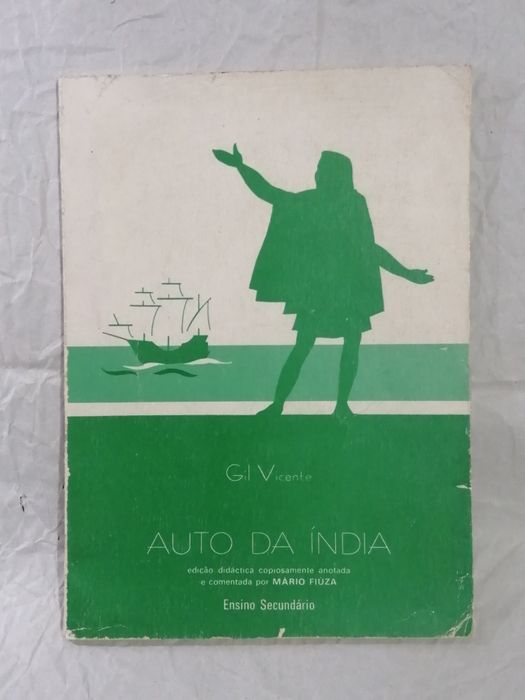 Gil Vicente
AUTO DA ÍNDIA
edição didáctica copiosamente anotada
e comentada por MÁRIO FIÚZA
Ensino Secundário